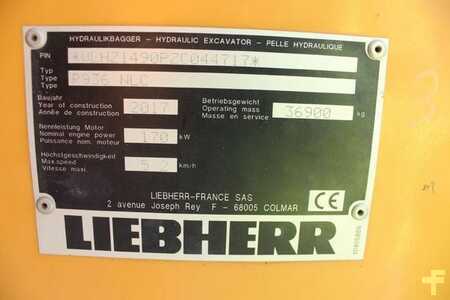 HYDRAULIKBAGGER - HYDRAULIC EXCAVATOR - PELLE HYDRAULIQUE
PIN
Typ
Type
Type
NLC
Baujahr
Year of construction
Année de construction
2017
Betriebsgewicht
Operating mass
Masse en service
36900
kg
Nennleistung Motor
Nominal engine power
Puissance nom. moteur
170
kW
Höchstgeschwindigkeit
Max.speed
Vitesse maxi.
km/h
LIEBHERR-FRANCE SAS
2 avenue Joseph Rey F - 68005 COLMAR
CE
LIEBHERR